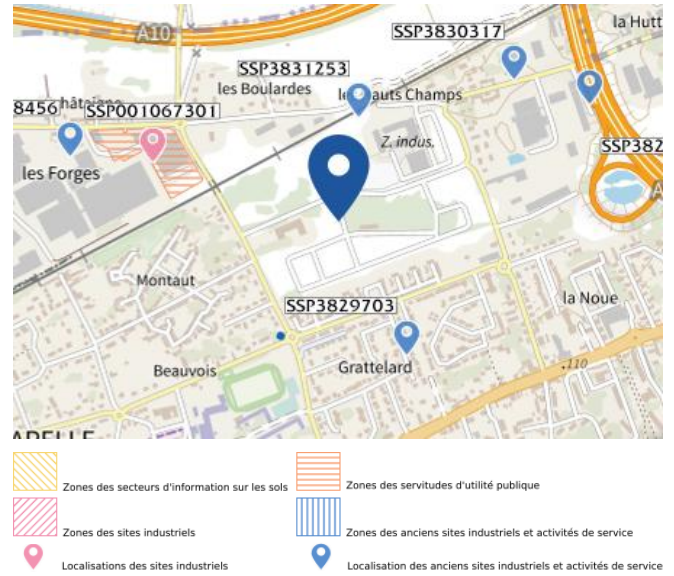 la Hutt
A10
SSP3830317
SSP3831253
les Boulardes
8456
SSP001067301
Z. indus.
SSP382
les Forges
Montaut
SSP3829703
la Noue
Grattelard
Beauvois
110
Zones des secteurs d'information sur les sols
Zones des servitudes d'utilité publique
Zones des sites industriels
Zones des anciens sites industriels et activités de service
Localisations des sites industriels
Localisation des anciens sites industriels et activités de service